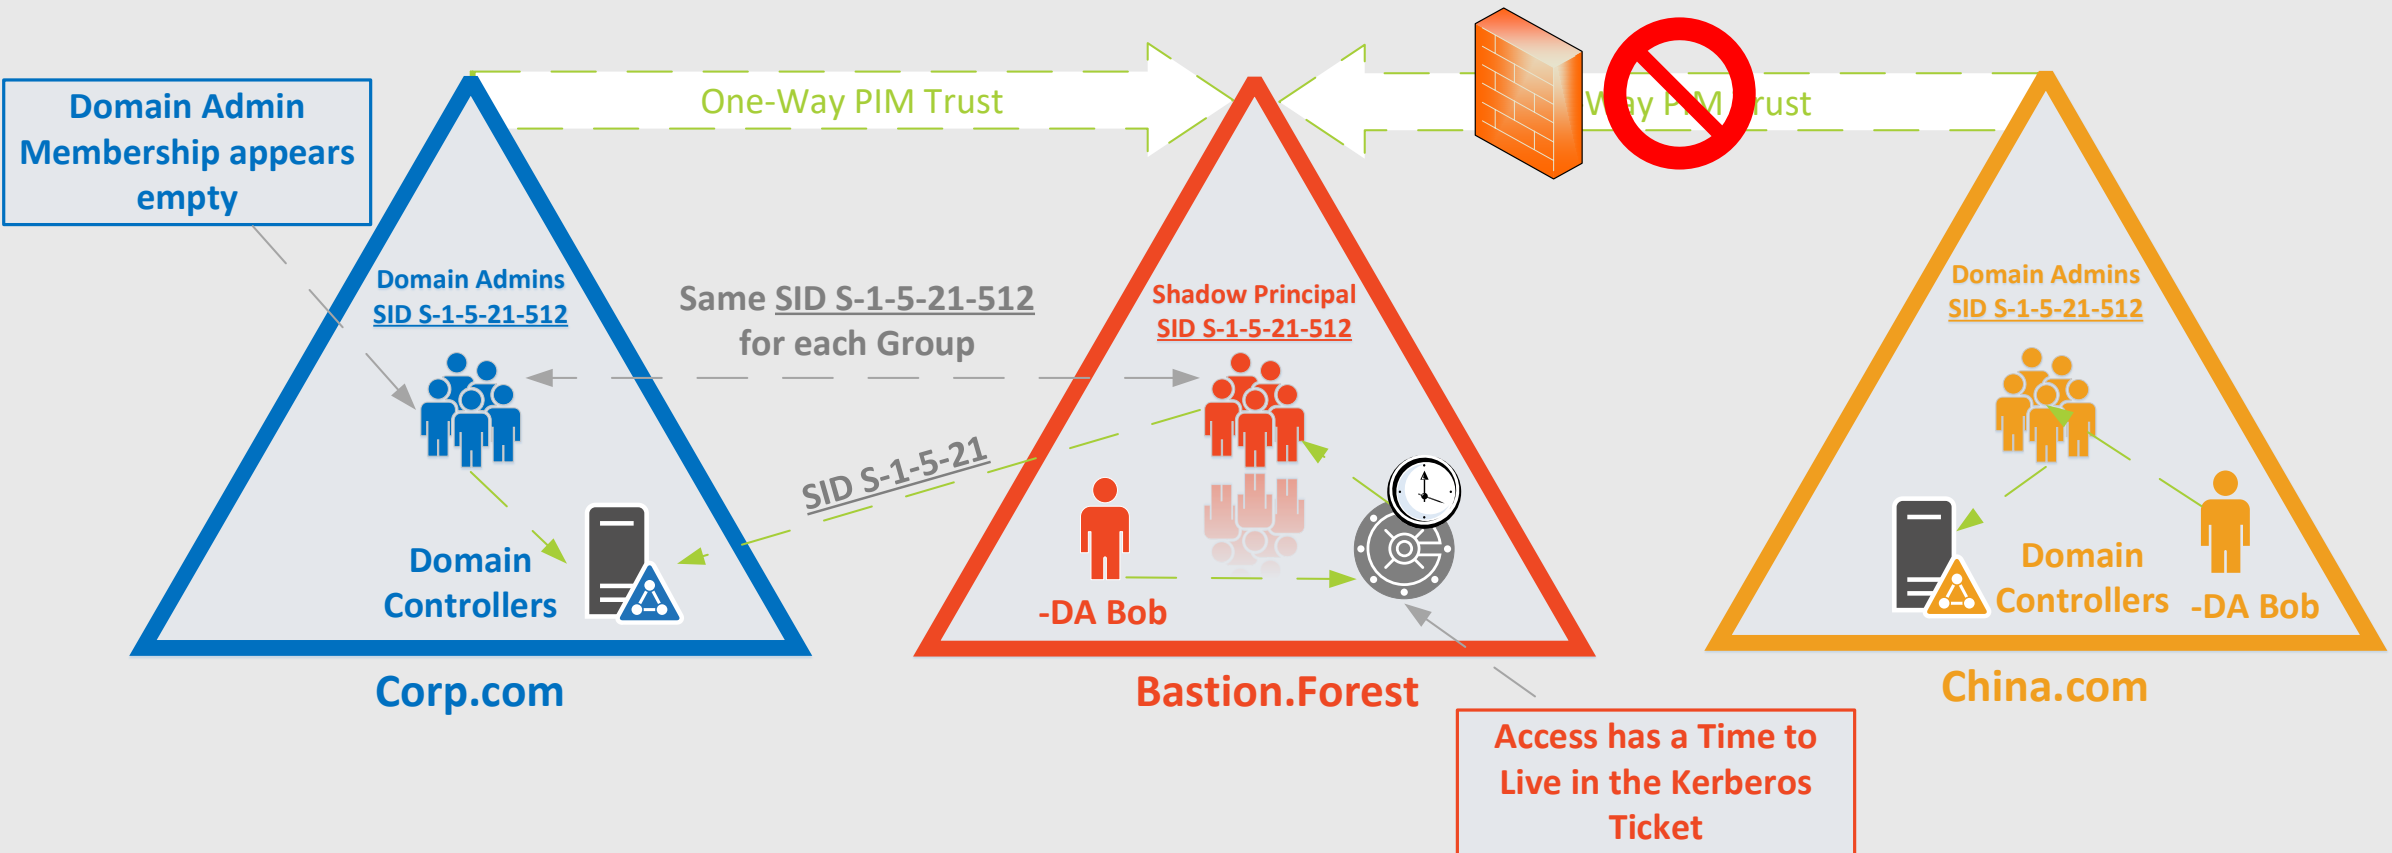 One-Way PIM Trust
Way P M rust
Domain Admin
Membership appears
empty
Domain Admins
SID S-1-5-21-512
Same SID S-1-5-21-512
for each Group
Shadow Principal
SID S-1-5-21-512
Domain Admins
SID S-1-5-21-512
SID S-1-5-21
Domain
Controllers
-DA Bob
Domain
Controllers
-DA Bob
Corp.com
Bastion.Forest
China.com
Access has a Time to
Live in the Kerberos
Ticket